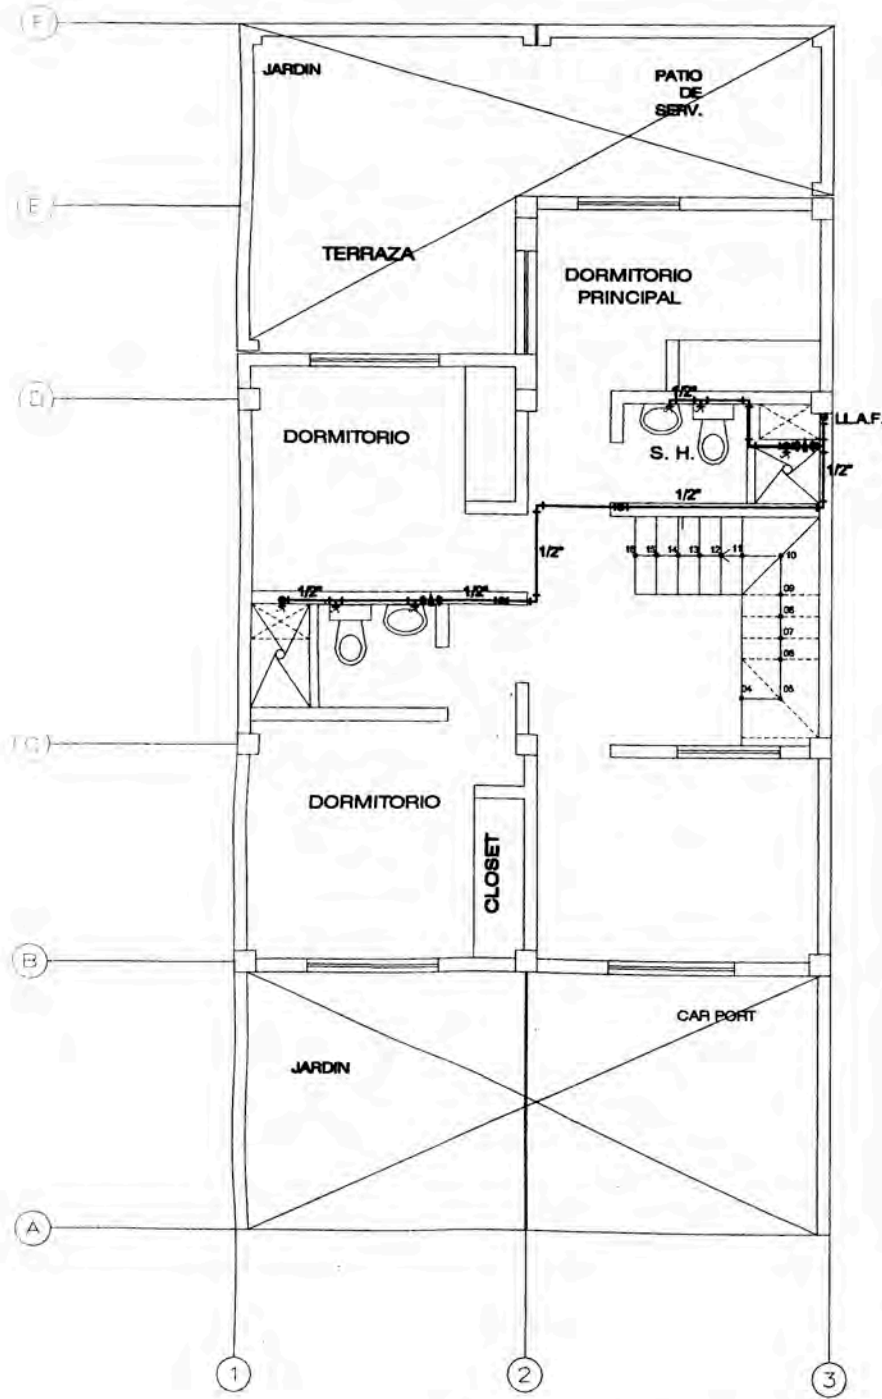 F
JARDIN
PATIO
DE
SERV.
E
TERRAZA
DORMITORIO
PRINCIPAL
D
1/2"
LL.A.F.
DORMITORIO
S. H.
1/2"
1/2"
1/2"
16 15 14 13 12 11 10
09
08
07
06
04 05
1/2" 1/2"
C
DORMITORIO
CLOSET
B
CAR PORT
JARDIN
A
1 2 3